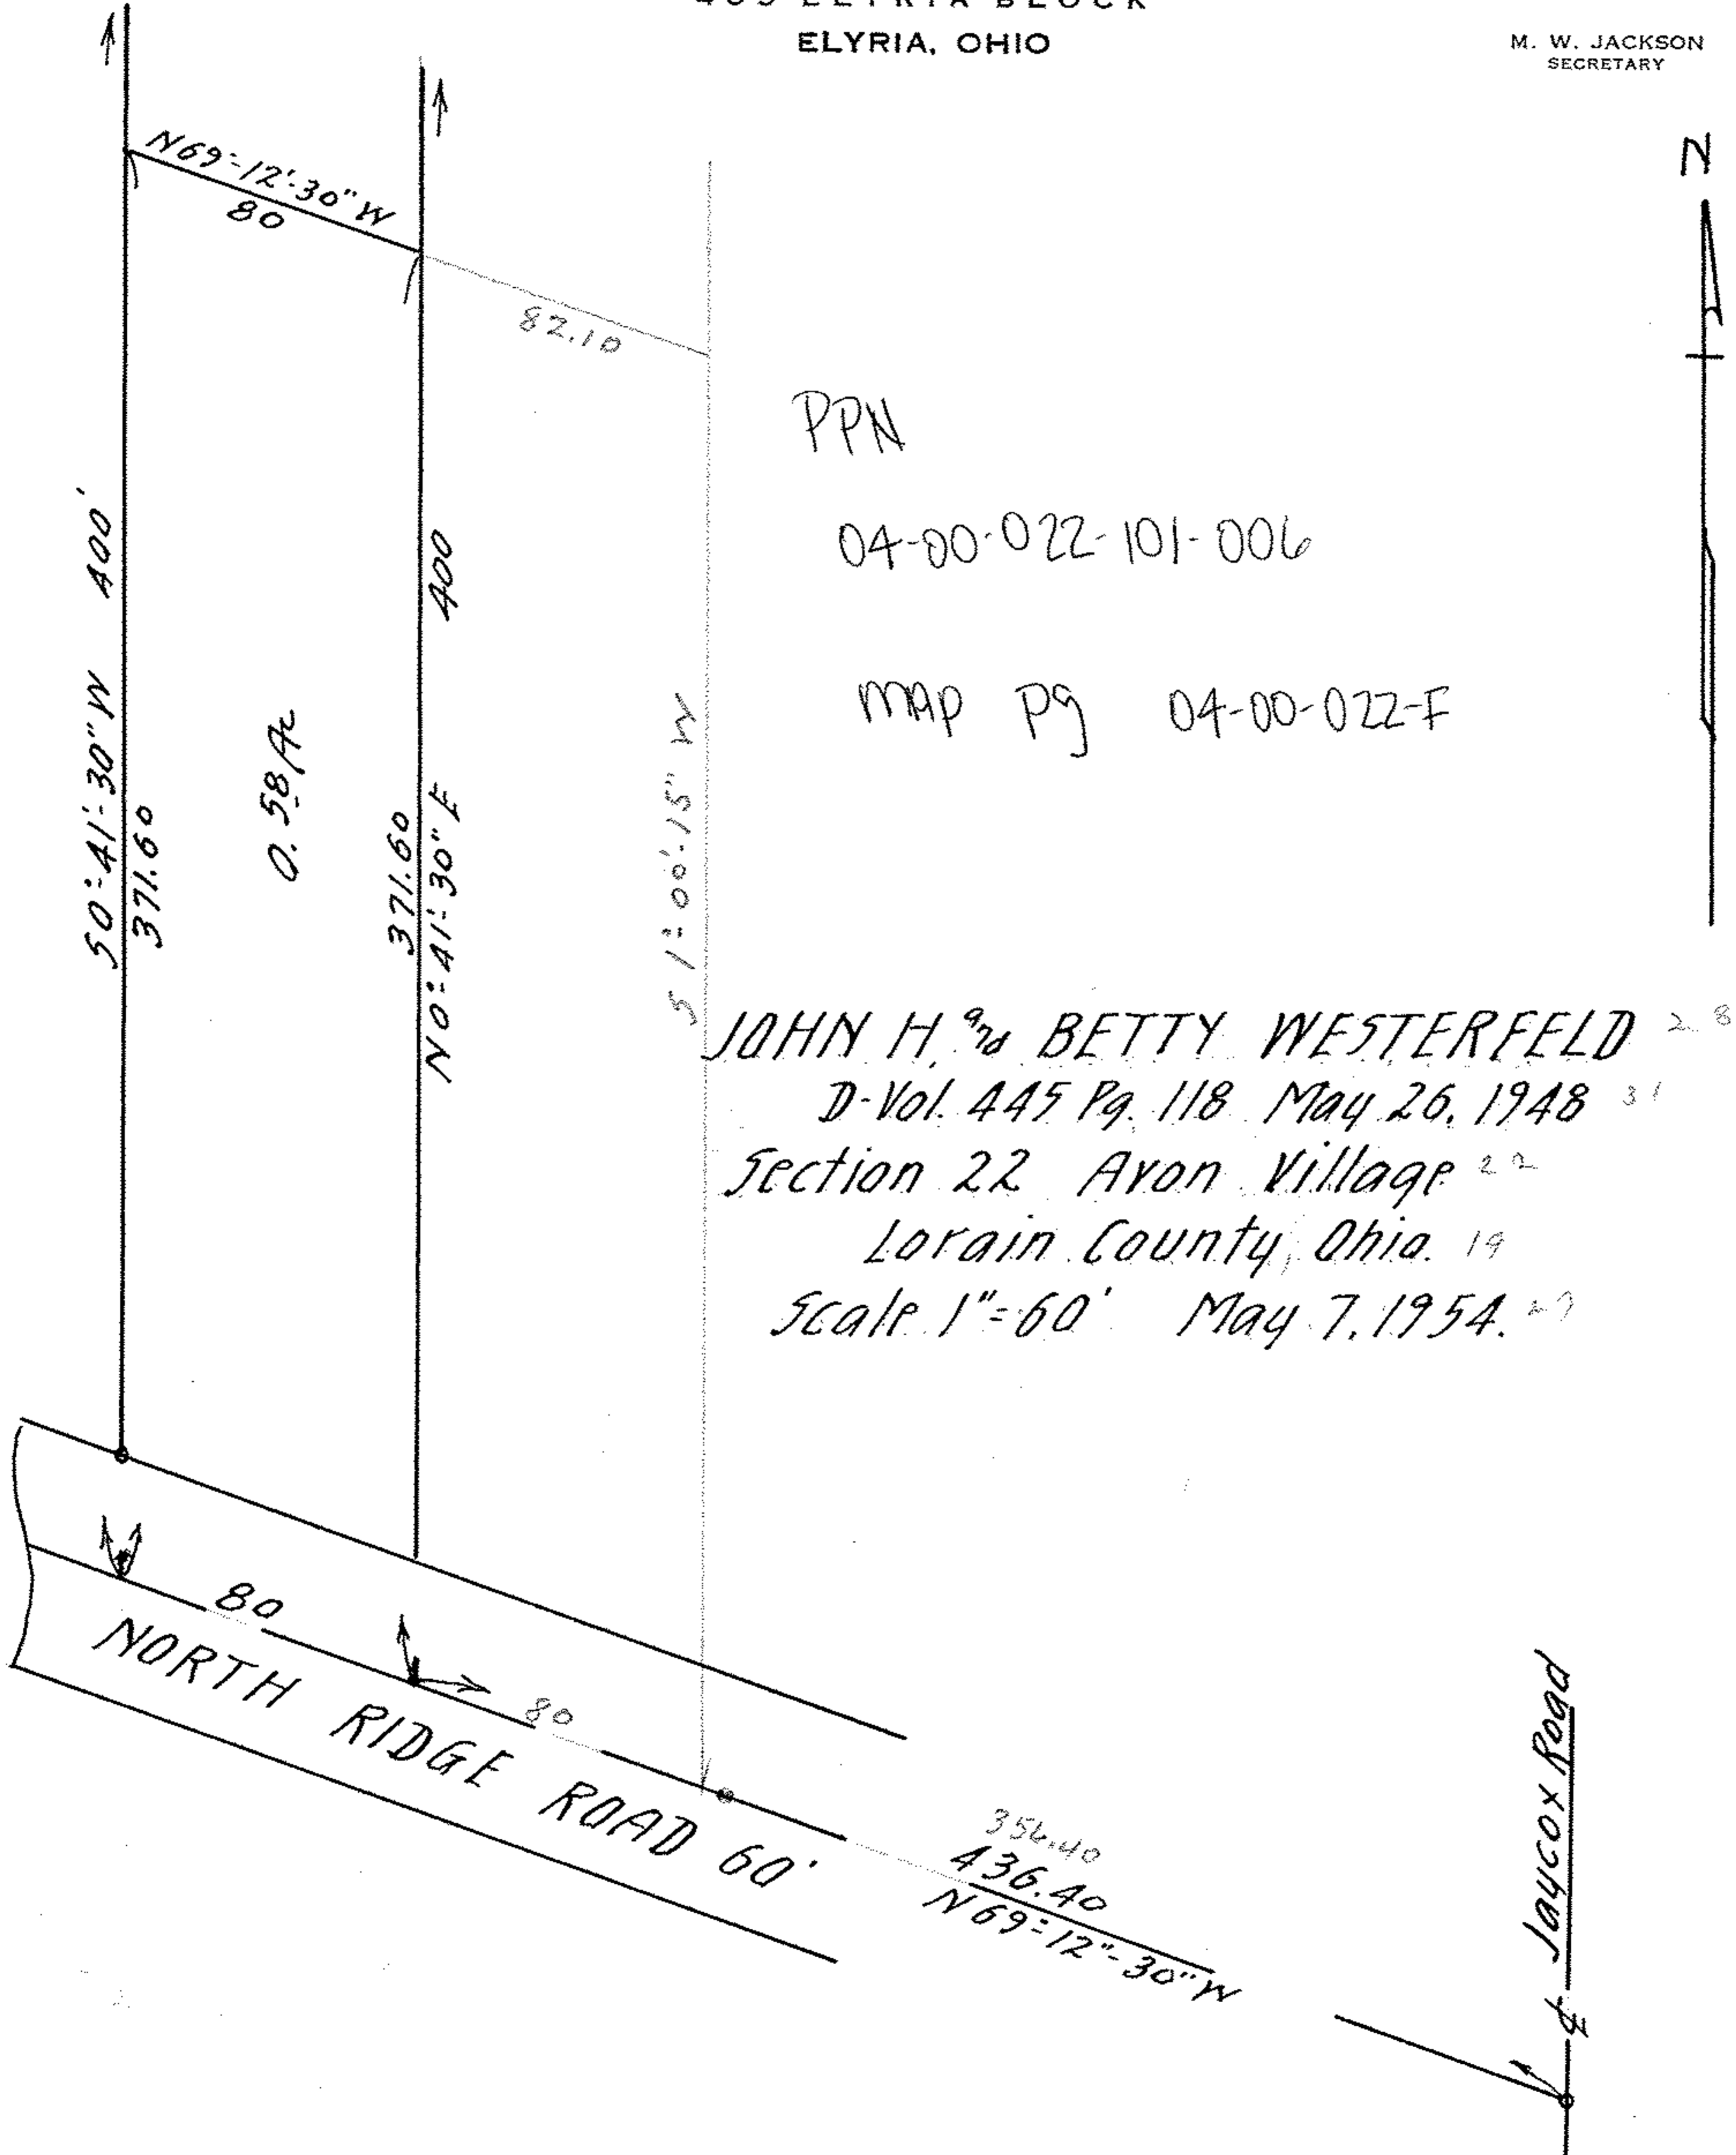 ELYRIA, OHIO
M. W. JACKSON
SECRETARY
N
N69°-12'-30" W
80
82.10
PPN
04-00-022-101-006
MAP Pg 04-00-022-F
S0°-41'-30" W 400'
371.60
0.58 Ac
400
371.60
N0°-41'-30" E
S 1°-00'-15" W
JOHN H. and BETTY WESTERFELD 28
D-Vol. 445 Pg. 118 May 26, 1948 31
Section 22 Avon Village 22
Lorain County, Ohio. 19
Scale 1"=60' May 7, 1954.
80
80
NORTH RIDGE ROAD 60'
356.40
436.40
N69°-12"-30" W
Jaycox Road